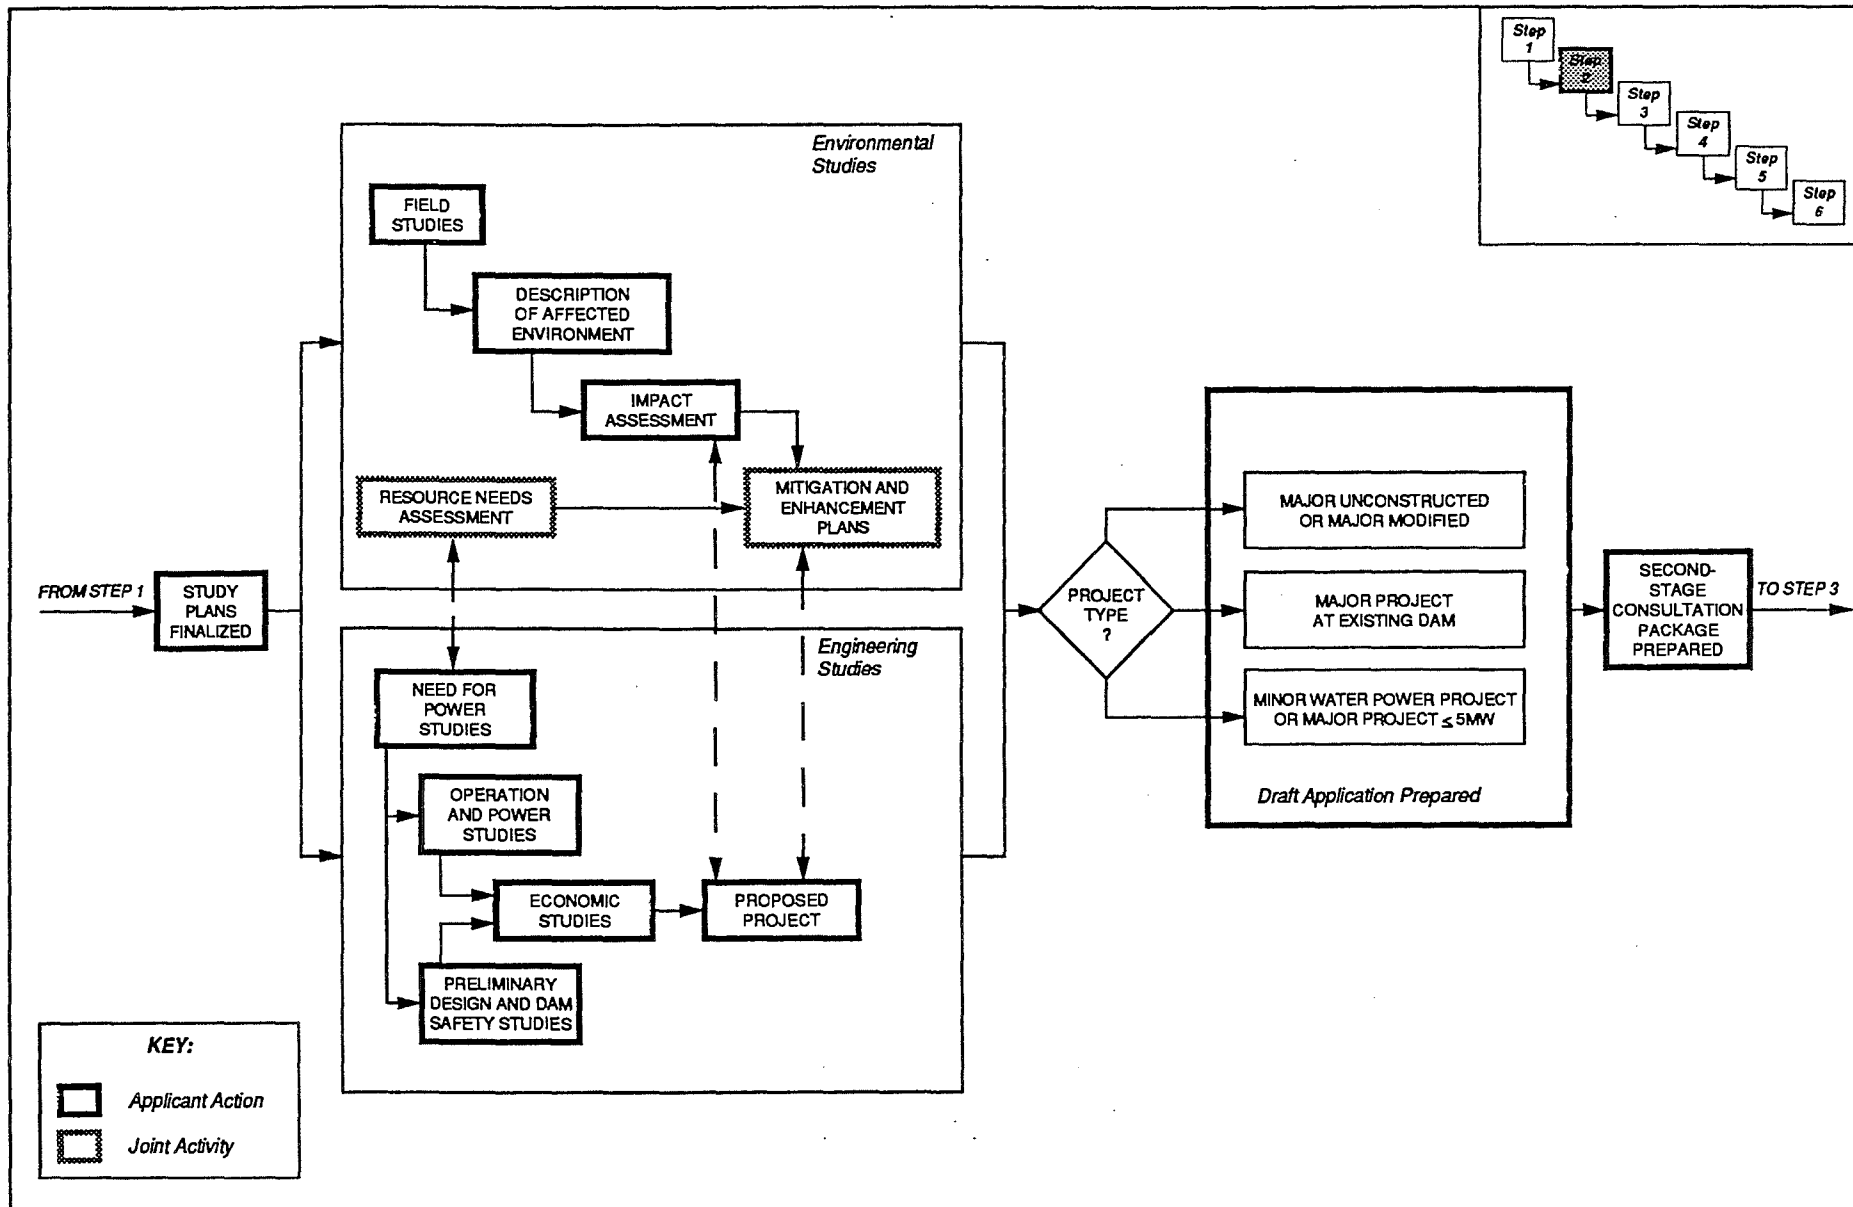 Step
1
Step
2
Step
3
Step
4
Step
5
Step
6
Environmental
Studies
FIELD
STUDIES
DESCRIPTION
OF AFFECTED
ENVIRONMENT
IMPACT
ASSESSMENT
RESOURCE NEEDS
ASSESSMENT
MITIGATION AND
ENHANCEMENT
PLANS
FROM STEP 1
STUDY
PLANS
FINALIZED
Engineering
Studies
NEED FOR
POWER
STUDIES
OPERATION
AND POWER
STUDIES
ECONOMIC
STUDIES
PROPOSED
PROJECT
PRELIMINARY
DESIGN AND DAM
SAFETY STUDIES
PROJECT
TYPE
?
MAJOR UNCONSTRUCTED
OR MAJOR MODIFIED
MAJOR PROJECT
AT EXISTING DAM
MINOR WATER POWER PROJECT
OR MAJOR PROJECT ≤ 5MW
Draft Application Prepared
SECOND-
STAGE
CONSULTATION
PACKAGE
PREPARED
TO STEP 3
KEY:
Applicant Action
Joint Activity